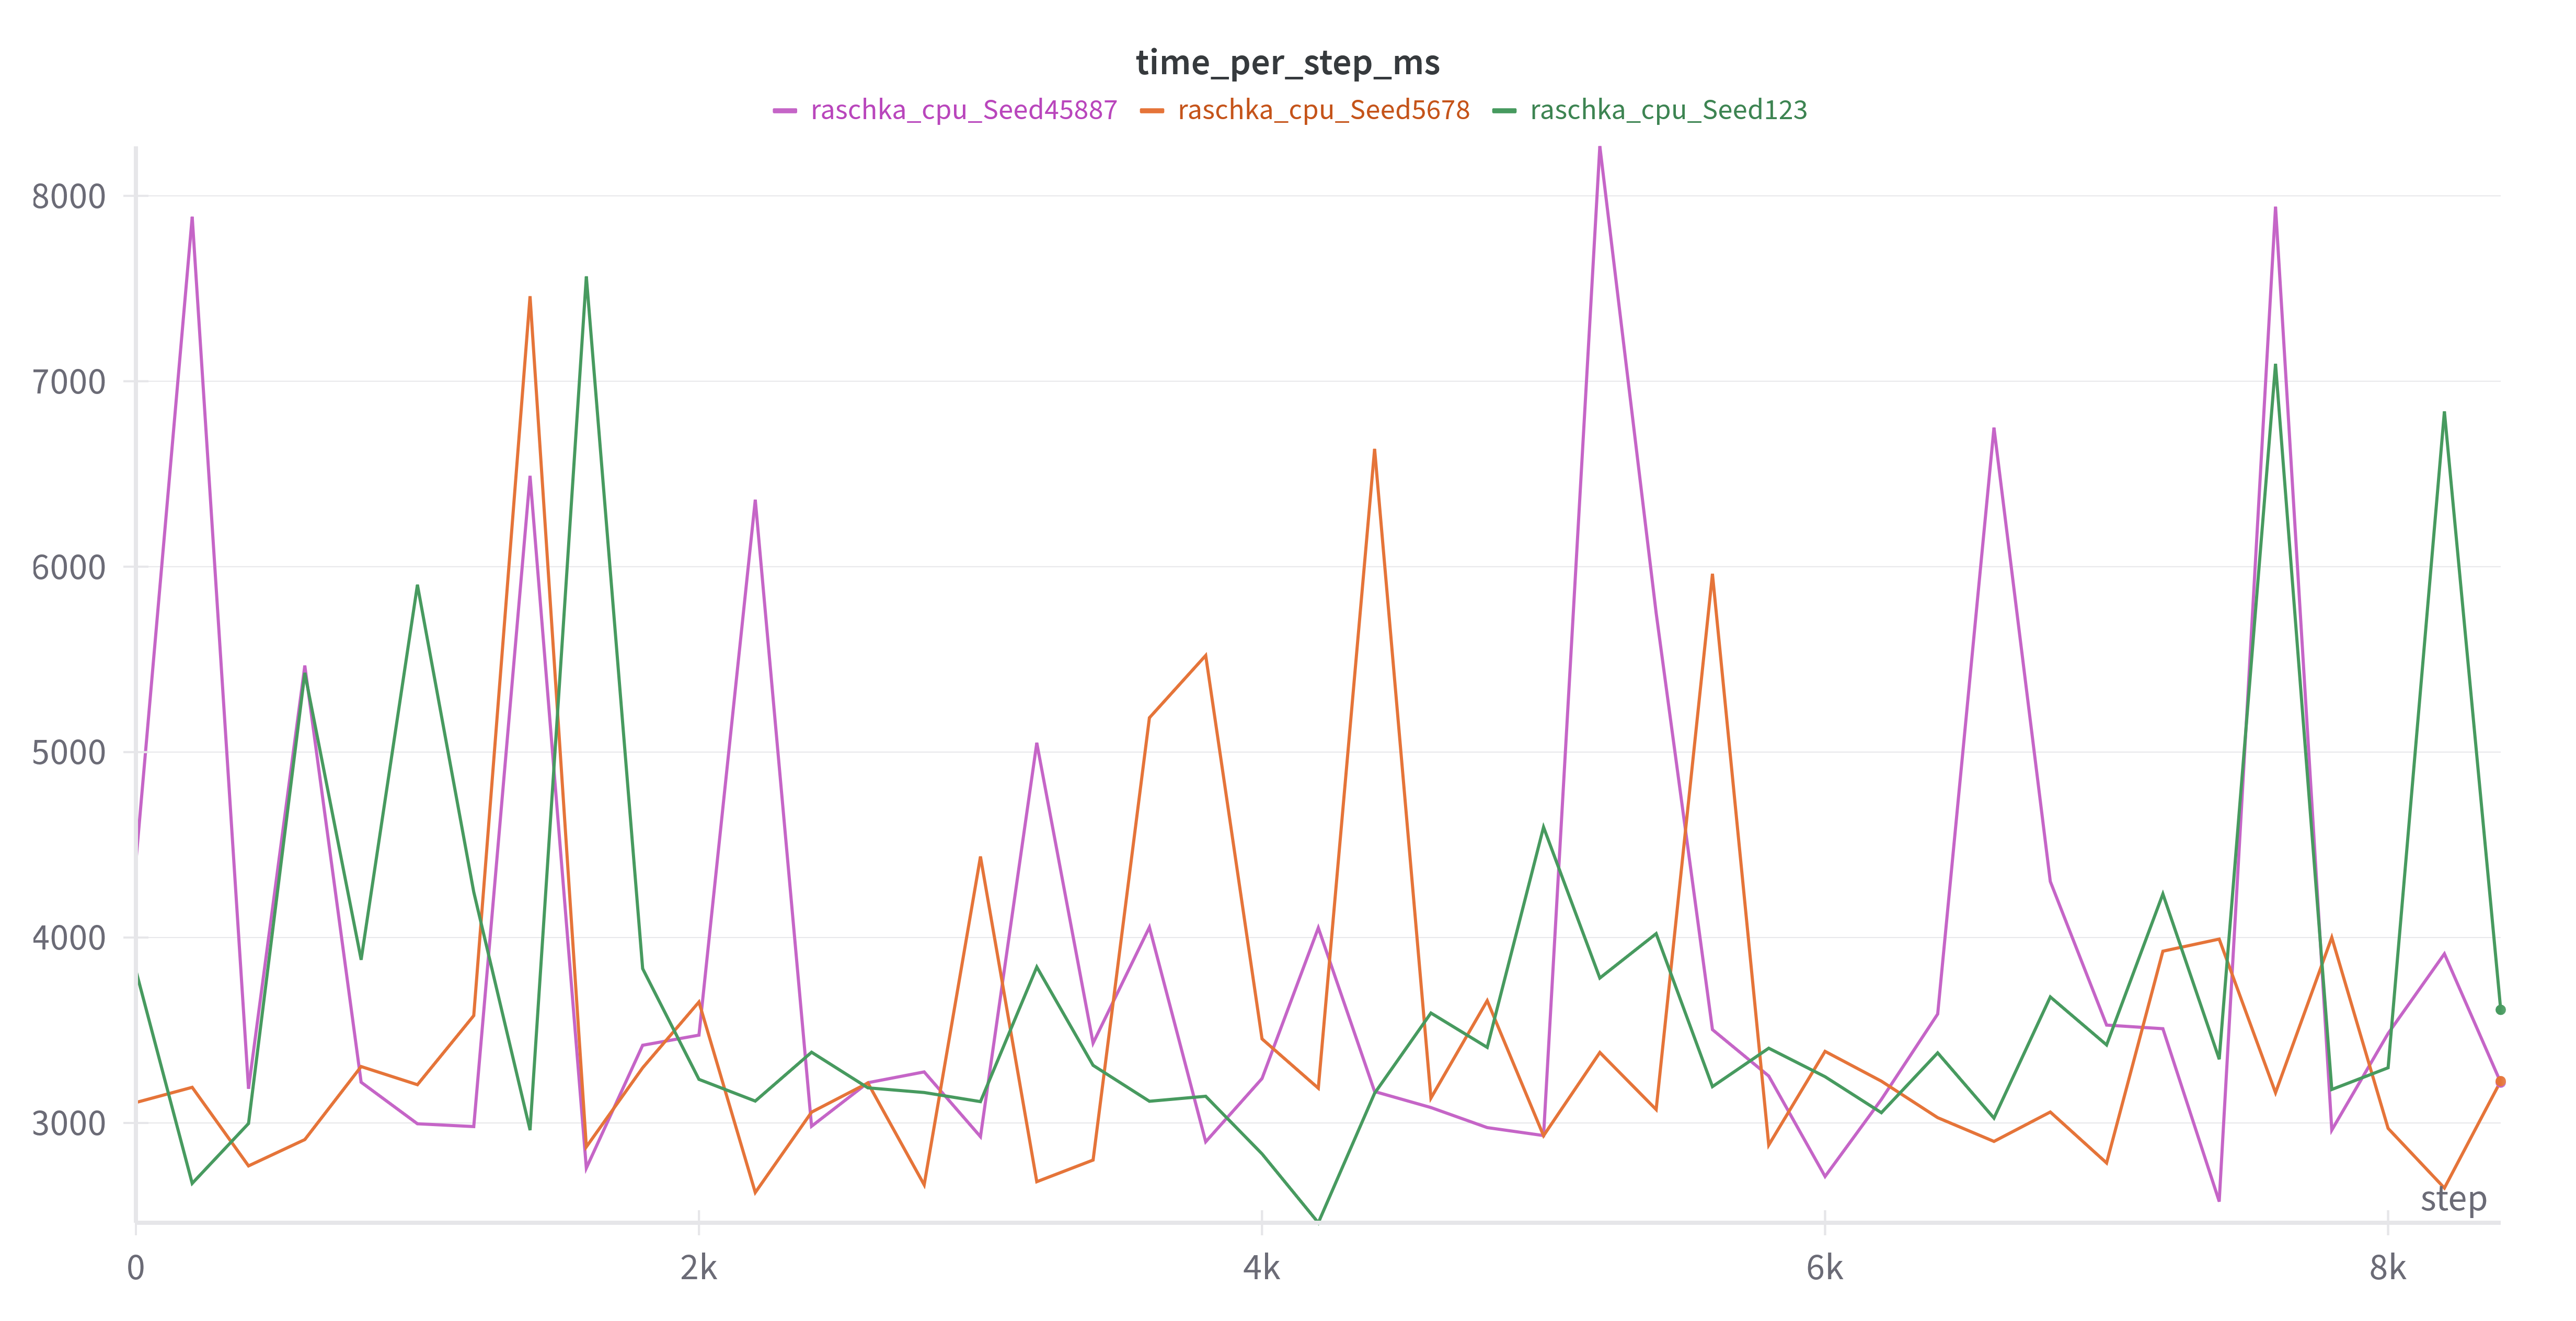 time_per_step_ms
raschka_cpu_Seed45887 raschka_cpu_Seed5678 raschka_cpu_Seed123
8000
7000
6000
5000
4000
3000
step
0 2k 4k 6k 8k